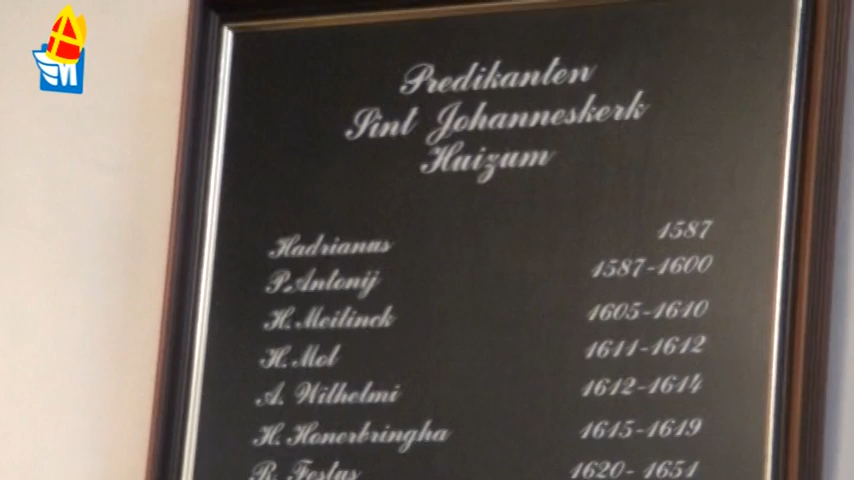 Predikanten
Sint Johanneskerk
Huizum
Hadrianus 1587
P. Antonij 1587-1600
H. Meilinck 1605-1610
H. Mol 1611-1612
A. Wilhelmi 1612-1614
H. Honerbringha 1615-1619
R. Festus 1620-1651